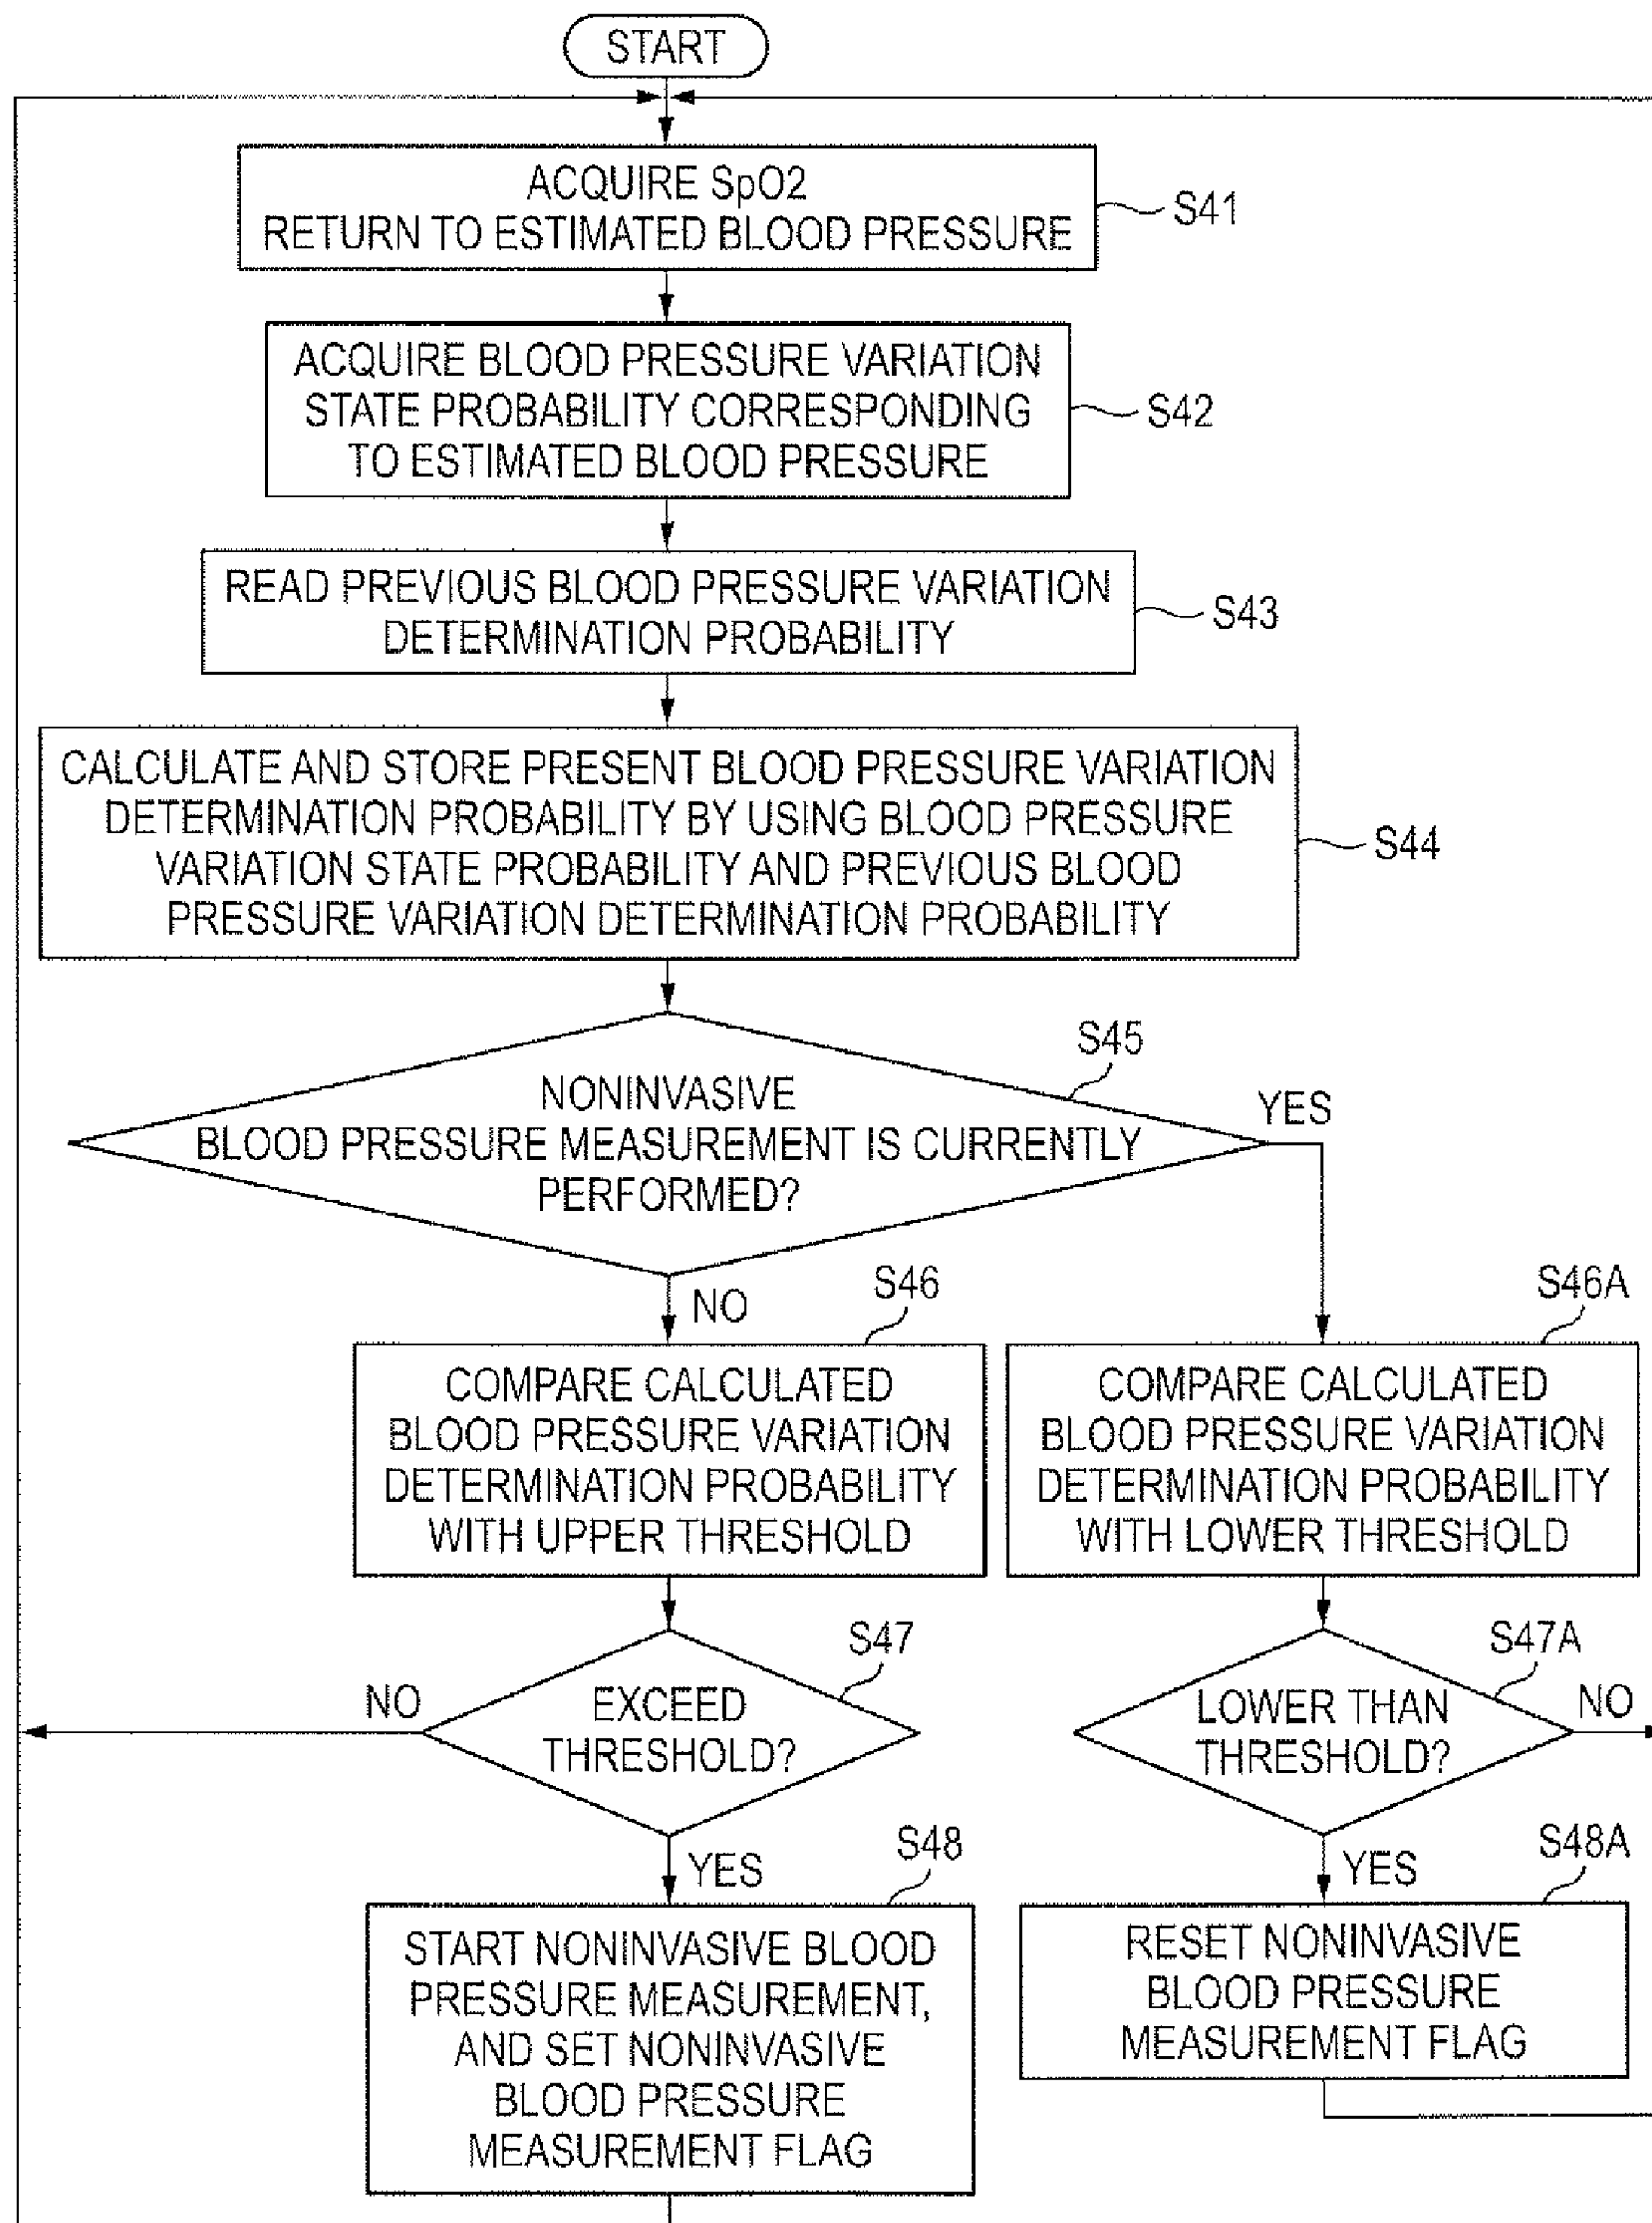 START
ACQUIRE SpO2
RETURN TO ESTIMATED BLOOD PRESSURE
S41
ACQUIRE BLOOD PRESSURE VARIATION
STATE PROBABILITY CORRESPONDING
TO ESTIMATED BLOOD PRESSURE
S42
READ PREVIOUS BLOOD PRESSURE VARIATION
DETERMINATION PROBABILITY
S43
CALCULATE AND STORE PRESENT BLOOD PRESSURE VARIATION
DETERMINATION PROBABILITY BY USING BLOOD PRESSURE
VARIATION STATE PROBABILITY AND PREVIOUS BLOOD
PRESSURE VARIATION DETERMINATION PROBABILITY
S44
S45
NONINVASIVE
BLOOD PRESSURE MEASUREMENT IS CURRENTLY
PERFORMED?
YES
NO
S46
COMPARE CALCULATED
BLOOD PRESSURE VARIATION
DETERMINATION PROBABILITY
WITH UPPER THRESHOLD
S46A
COMPARE CALCULATED
BLOOD PRESSURE VARIATION
DETERMINATION PROBABILITY
WITH LOWER THRESHOLD
S47
NO
EXCEED
THRESHOLD?
YES
S47A
LOWER THAN
THRESHOLD?
NO
YES
S48
START NONINVASIVE BLOOD
PRESSURE MEASUREMENT,
AND SET NONINVASIVE
BLOOD PRESSURE
MEASUREMENT FLAG
S48A
RESET NONINVASIVE
BLOOD PRESSURE
MEASUREMENT FLAG